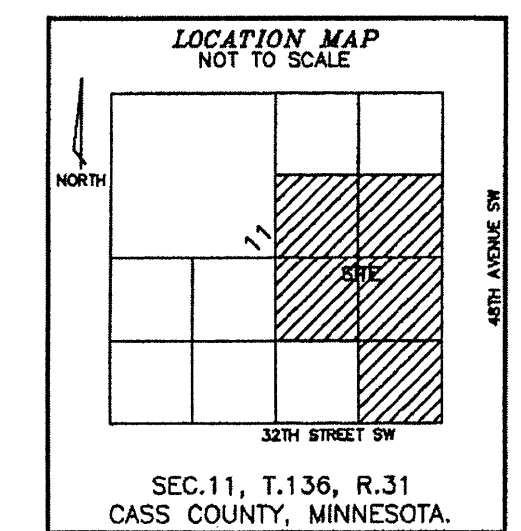 LOCATION MAP
NOT TO SCALE
NORTH
11
SITE
48TH AVENUE SW
32TH STREET SW
SEC.11, T.136, R.31
CASS COUNTY, MINNESOTA.